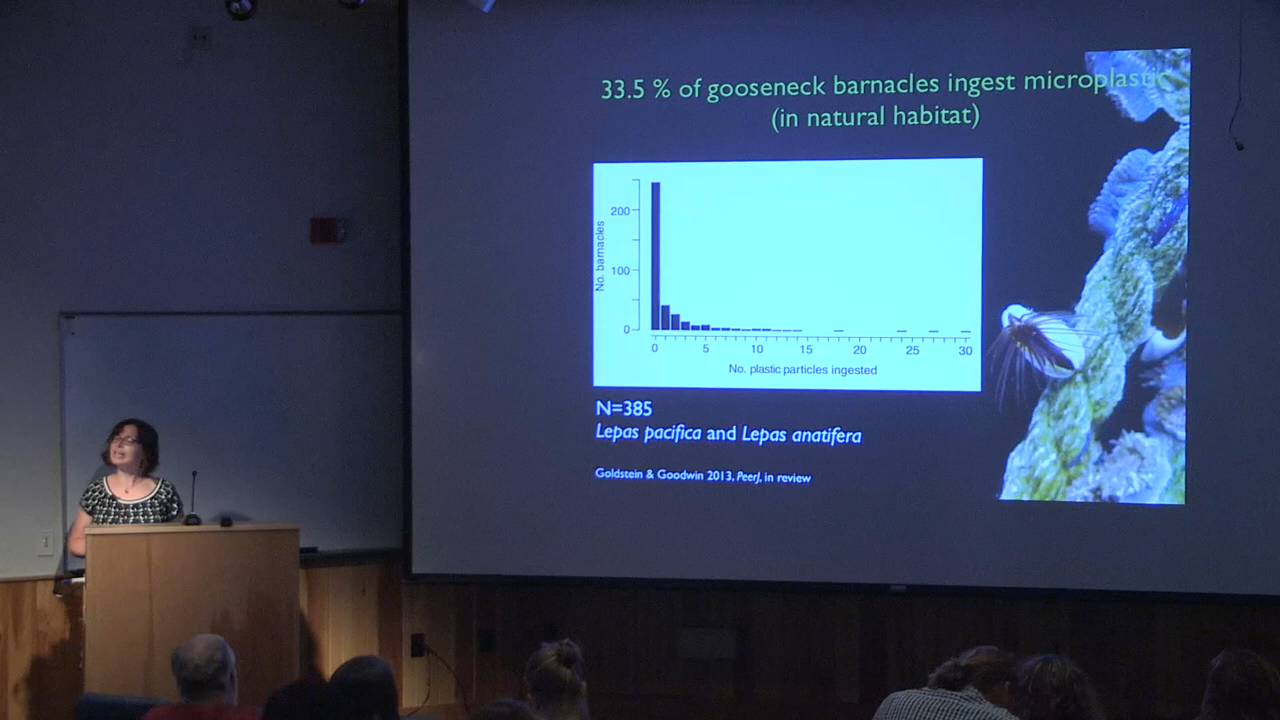 33.5 % of gooseneck barnacles ingest microplastic
(in natural habitat)
No. barnacles
200
100
0
0 5 10 15 20 25 30
No. plastic particles ingested
N=385
Lepas pacifica and Lepas anatifera
Goldstein & Goodwin 2013, PeerJ, in review